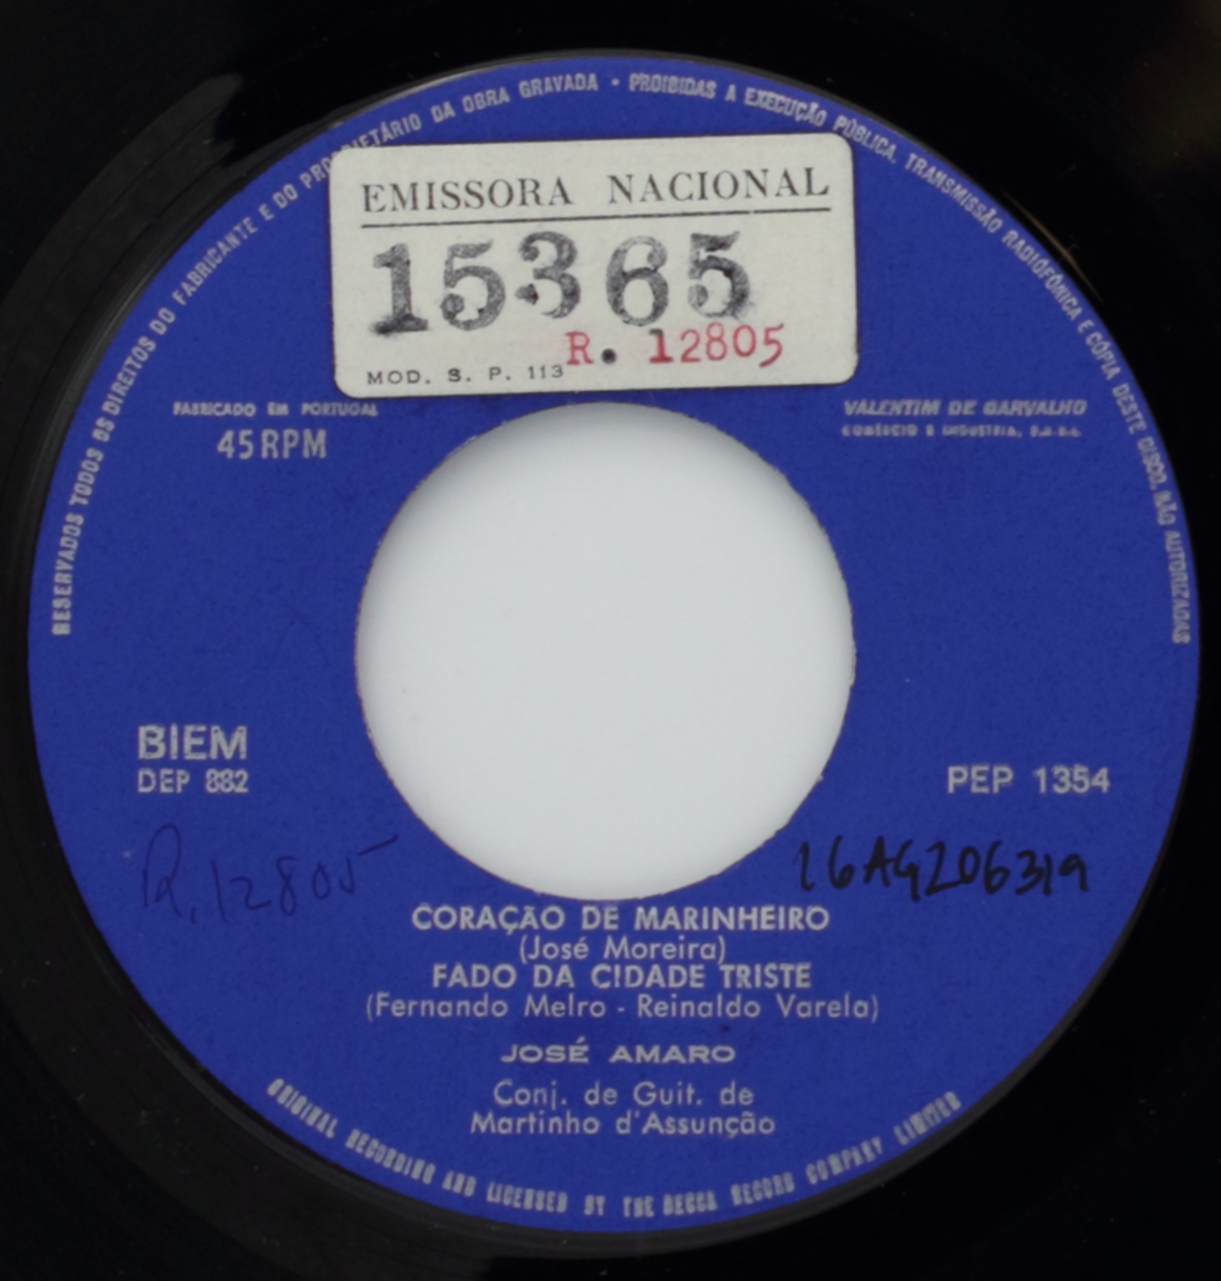 RESERVADOS TODOS OS DIREITOS DO FABRICANTE E DO PROPRIETÁRIO DA OBRA GRAVADA • PROIBIDAS A EXECUÇÃO PÚBLICA, TRANSMISSÃO RADIOFÓNICA E CÓPIA DESTE DISCO, NÃO AUTORIZADAS
EMISSORA NACIONAL
15365
R. 12805
MOD. S. P. 113
FABRICADO EM PORTUGAL
45 RPM
VALENTIM DE CARVALHO
COMÉRCIO E INDUSTRIA, S.A.R.L.
BIEM
DEP 882
PEP 1354
R. 12805
16AG206319
CORAÇÃO DE MARINHEIRO
(José Moreira)
FADO DA CIDADE TRISTE
(Fernando Melro - Reinaldo Varela)
JOSÉ AMARO
Conj. de Guit. de
Martinho d'Assunção
ORIGINAL RECORDING AND LICENSED BY THE DECCA RECORD COMPANY LIMITED